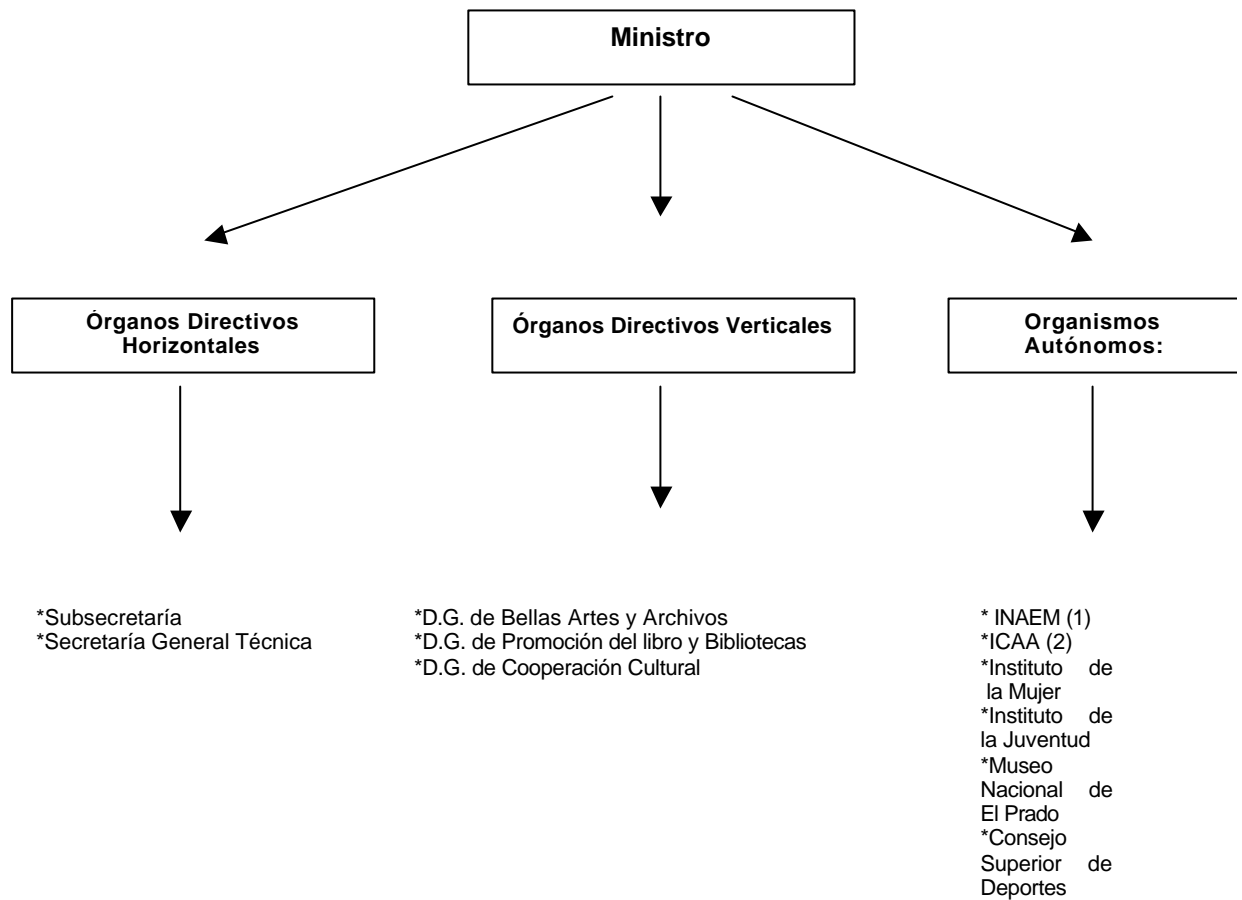 Ministro
Órganos Directivos
Horizontales
Órganos Directivos Verticales
Organismos
Autónomos:
*Subsecretaría
*Secretaría General Técnica
*D.G. de Bellas Artes y Archivos
*D.G. de Promoción del libro y Bibliotecas
*D.G. de Cooperación Cultural
* INAEM (1)
*ICAA (2)
*Instituto de
la Mujer
*Instituto de
la Juventud
*Museo
Nacional de
El Prado
*Consejo
Superior de
Deportes